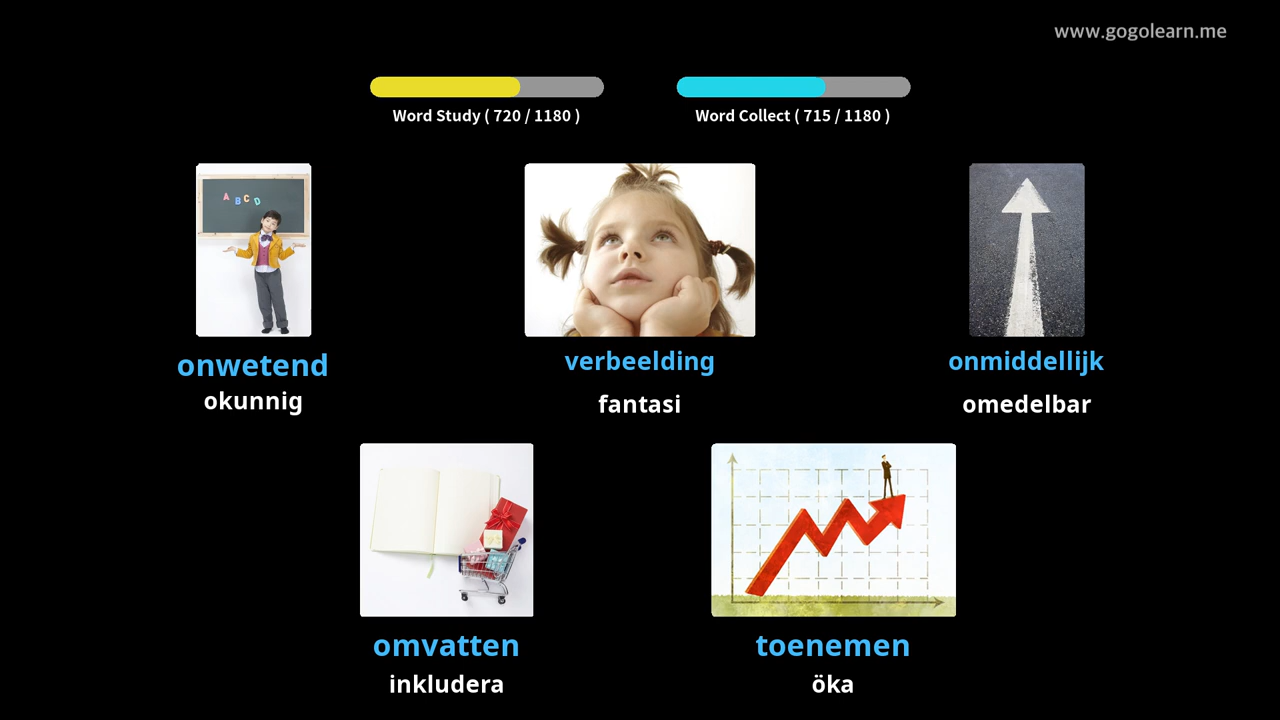 www.gogolearn.me
Word Study ( 720 / 1180 )
Word Collect ( 715 / 1180 )
A B C D
onwetend
okunnig
verbeelding
fantasi
onmiddellijk
omedelbar
omvatten
inkludera
toenemen
öka